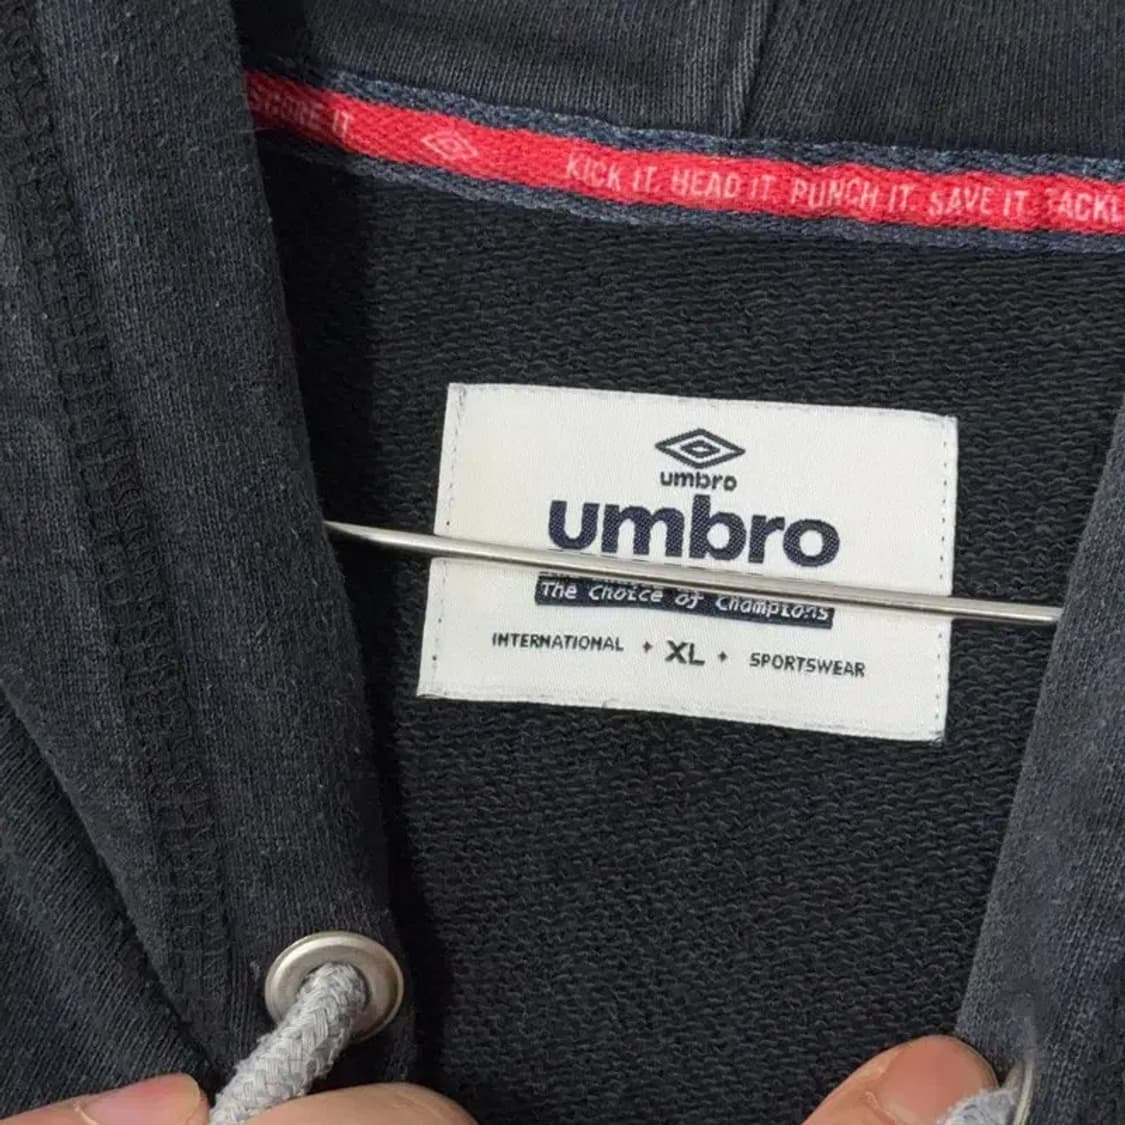 SCORE IT.
KICK IT. HEAD IT. PUNCH IT. SAVE IT. TACKL
umbro
umbro
The Choice of Champions
INTERNATIONAL + XL + SPORTSWEAR